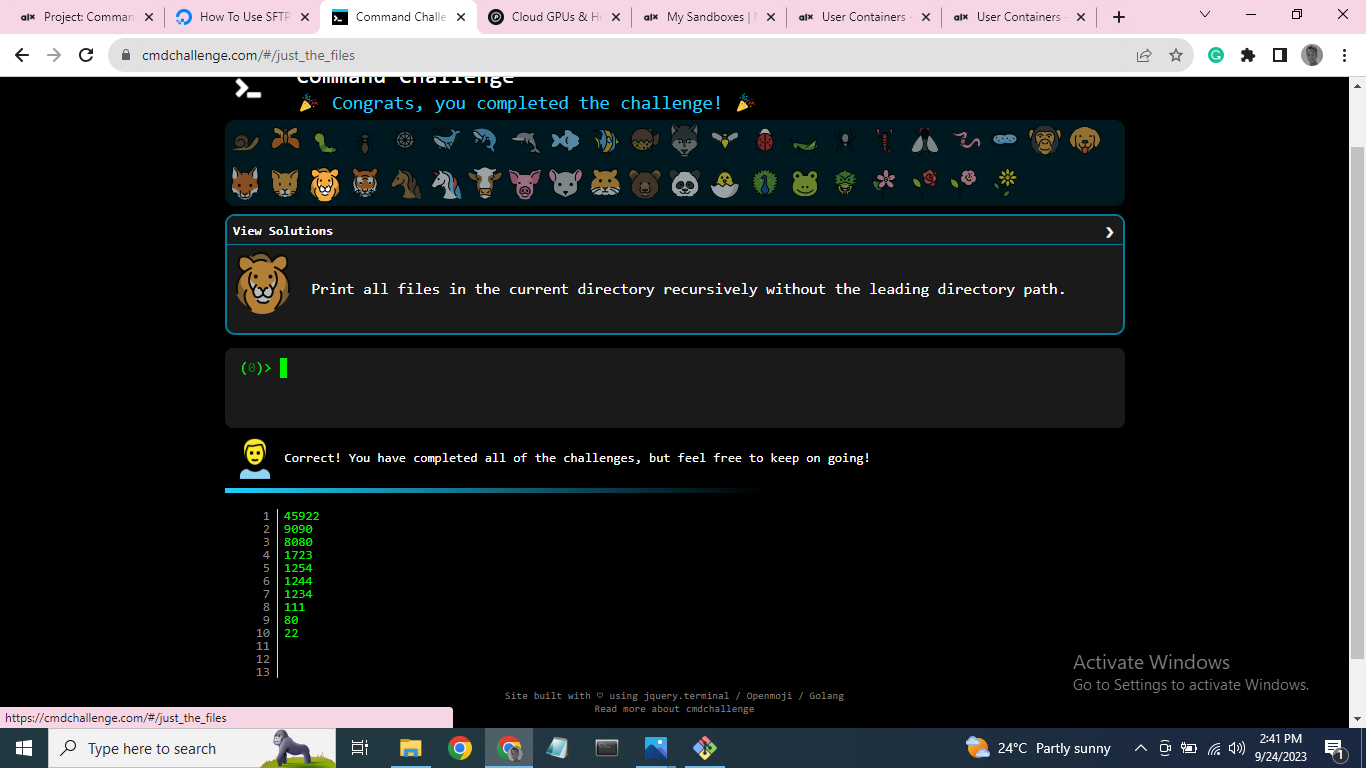 Project: Comman
How To Use SFTP
Command Challe
Cloud GPUs & Ho
My Sandboxes |
User Containers
User Containers
cmdchallenge.com/#/just_the_files
Command Challenge
Congrats, you completed the challenge!
View Solutions
Print all files in the current directory recursively without the leading directory path.
(0)>
Correct! You have completed all of the challenges, but feel free to keep on going!
1 45922
2 9090
3 8080
4 1723
5 1254
6 1244
7 1234
8 111
9 80
10 22
11
12
13
Activate Windows
Go to Settings to activate Windows.
Site built with ♡ using jquery.terminal / Openmoji / Golang
Read more about cmdchallenge
https://cmdchallenge.com/#/just_the_files
Type here to search
24°C Partly sunny
2:41 PM
9/24/2023
1